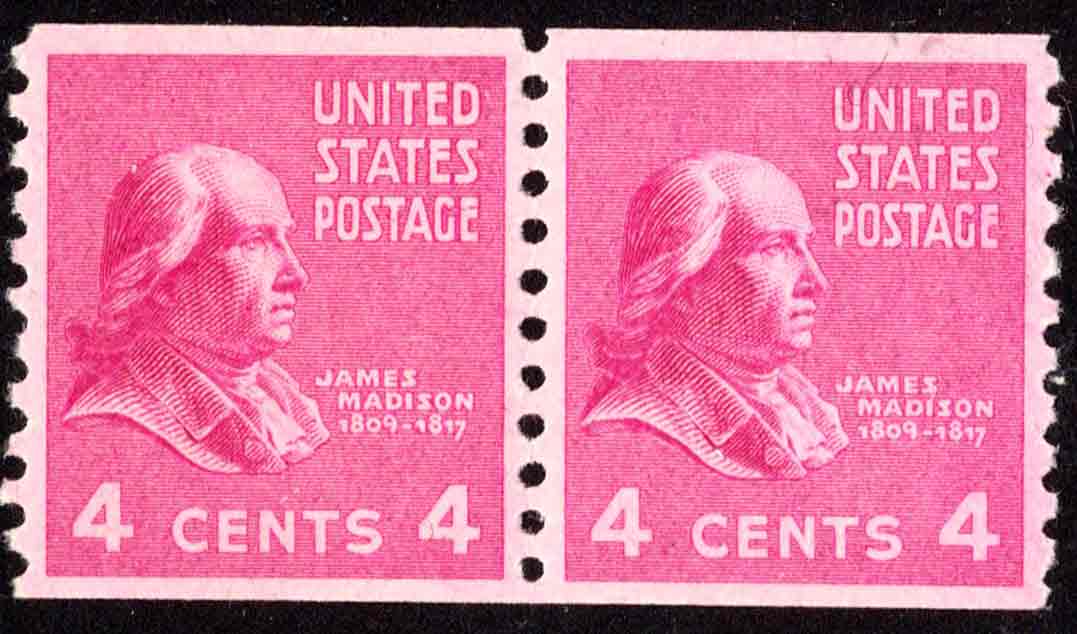 UNITED
STATES
POSTAGE
JAMES
MADISON
1809-1817
4 CENTS 4
UNITED
STATES
POSTAGE
JAMES
MADISON
1809-1817
4 CENTS 4